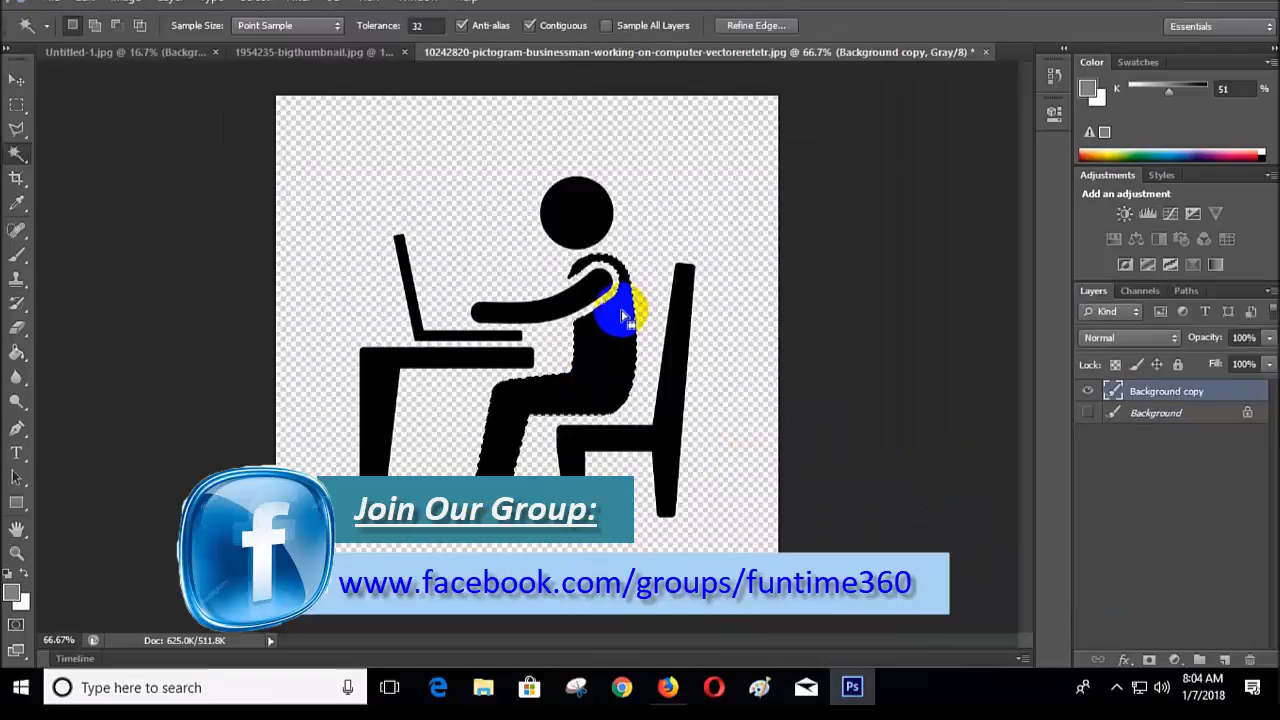 Sample Size: Point Sample Tolerance: 32 Anti-alias Contiguous Sample All Layers Refine Edge... Essentials
Untitled-1.jpg @ 16.7% (Backgr... × 1954235-bigthumbnail.jpg @ 1... × 10242820-pictogram-businessman-working-on-computer-vectoreretetr.jpg @ 66.7% (Background copy, Gray/8) * ×
Color Swatches
K 51 %
Adjustments Styles
Add an adjustment
Layers Channels Paths
Kind
Normal Opacity: 100%
Lock: Fill: 100%
Background copy
Background
Join Our Group:
www.facebook.com/groups/funtime360
66.67% Doc: 625.0K/511.8K
Timeline
Type here to search
Ps
8:04 AM
1/7/2018